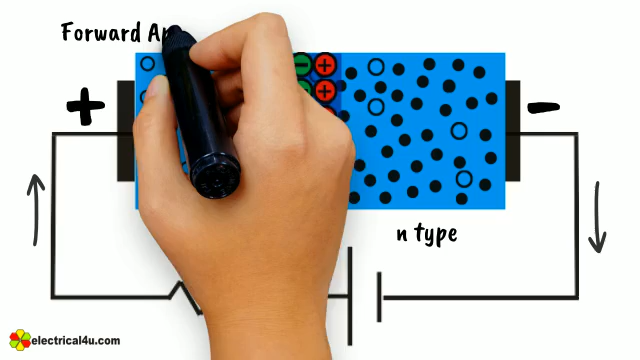 Forward
+ −
− +
− +
n type
electrical4u.com